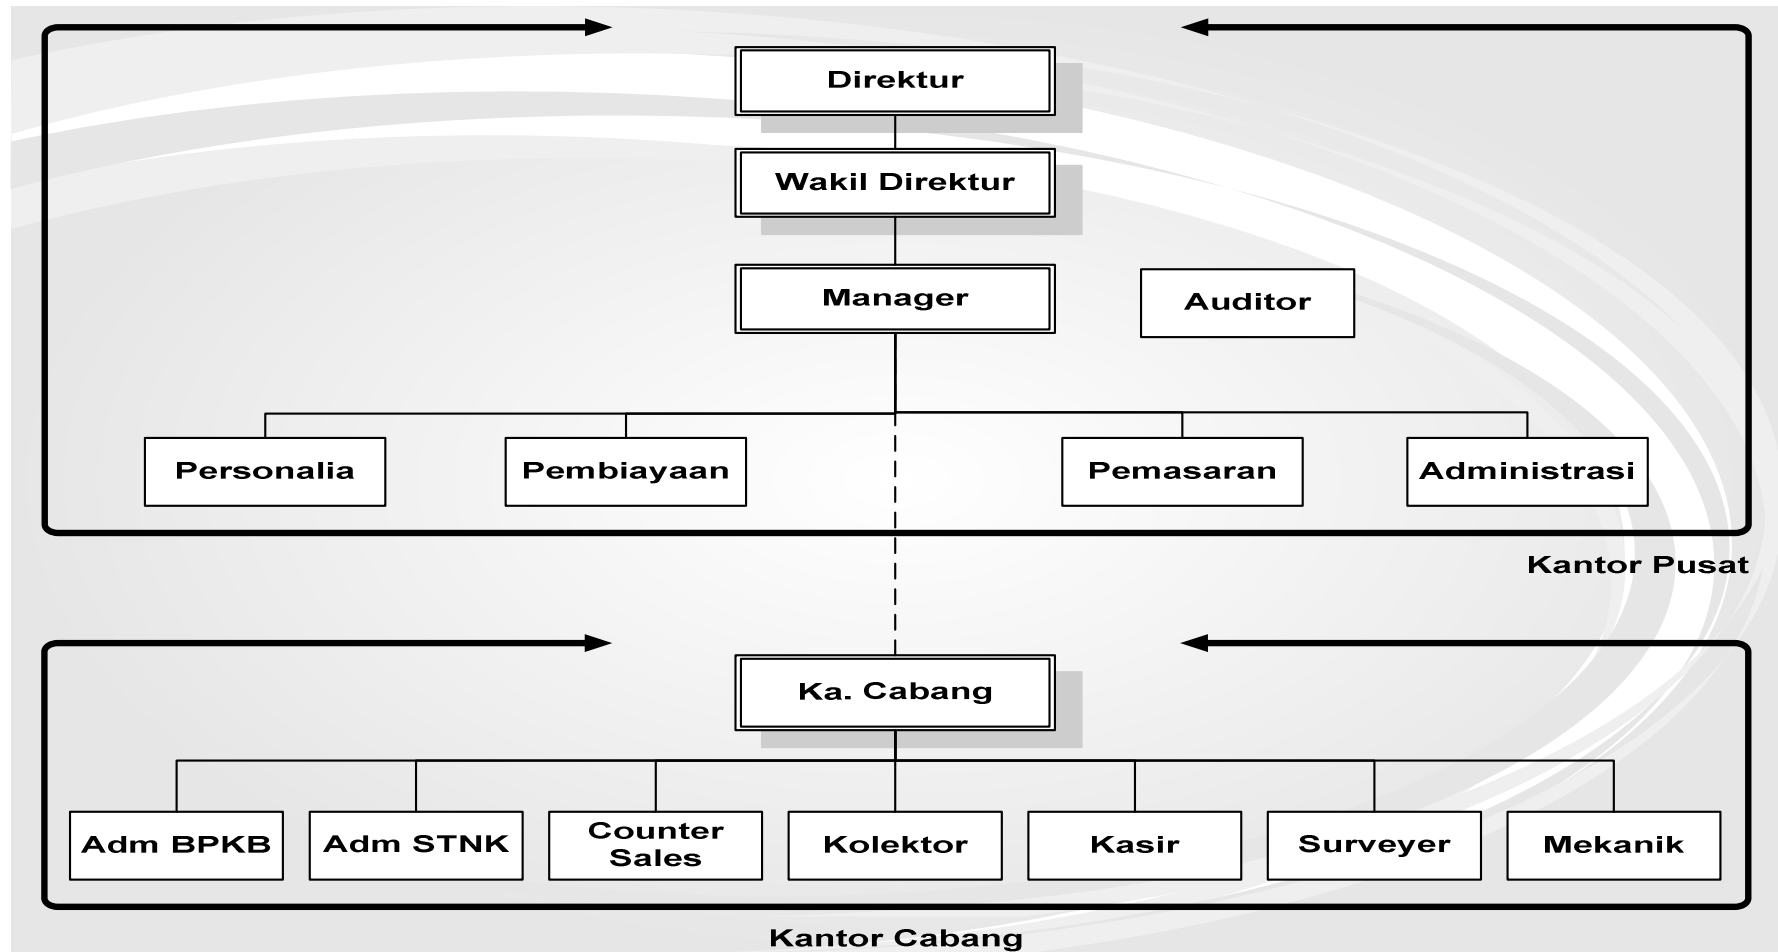 Direktur
Wakil Direktur
Manager
Auditor
Personalia
Pembiayaan
Pemasaran
Administrasi
Kantor Pusat
Ka. Cabang
Adm BPKB
Adm STNK
Counter
Sales
Kolektor
Kasir
Surveyer
Mekanik
Kantor Cabang